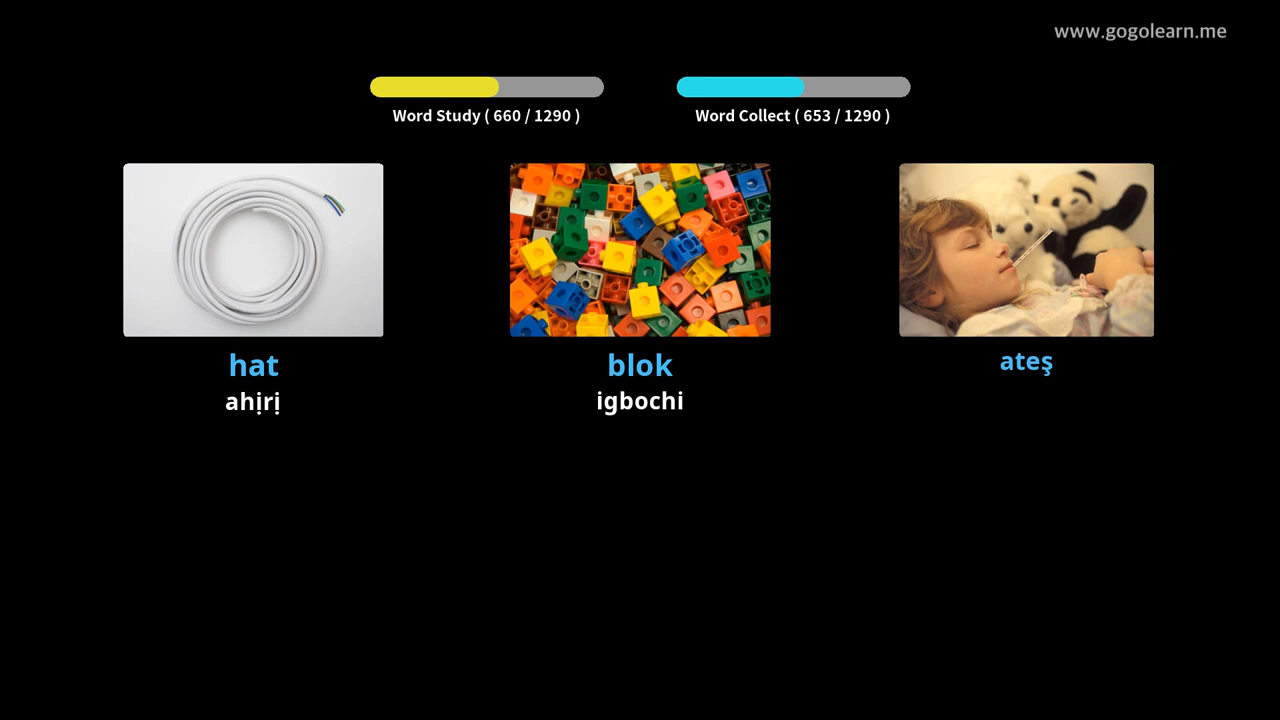 www.gogolearn.me
Word Study ( 660 / 1290 )
Word Collect ( 653 / 1290 )
hat
blok
ateş
ahịrị
igbochi